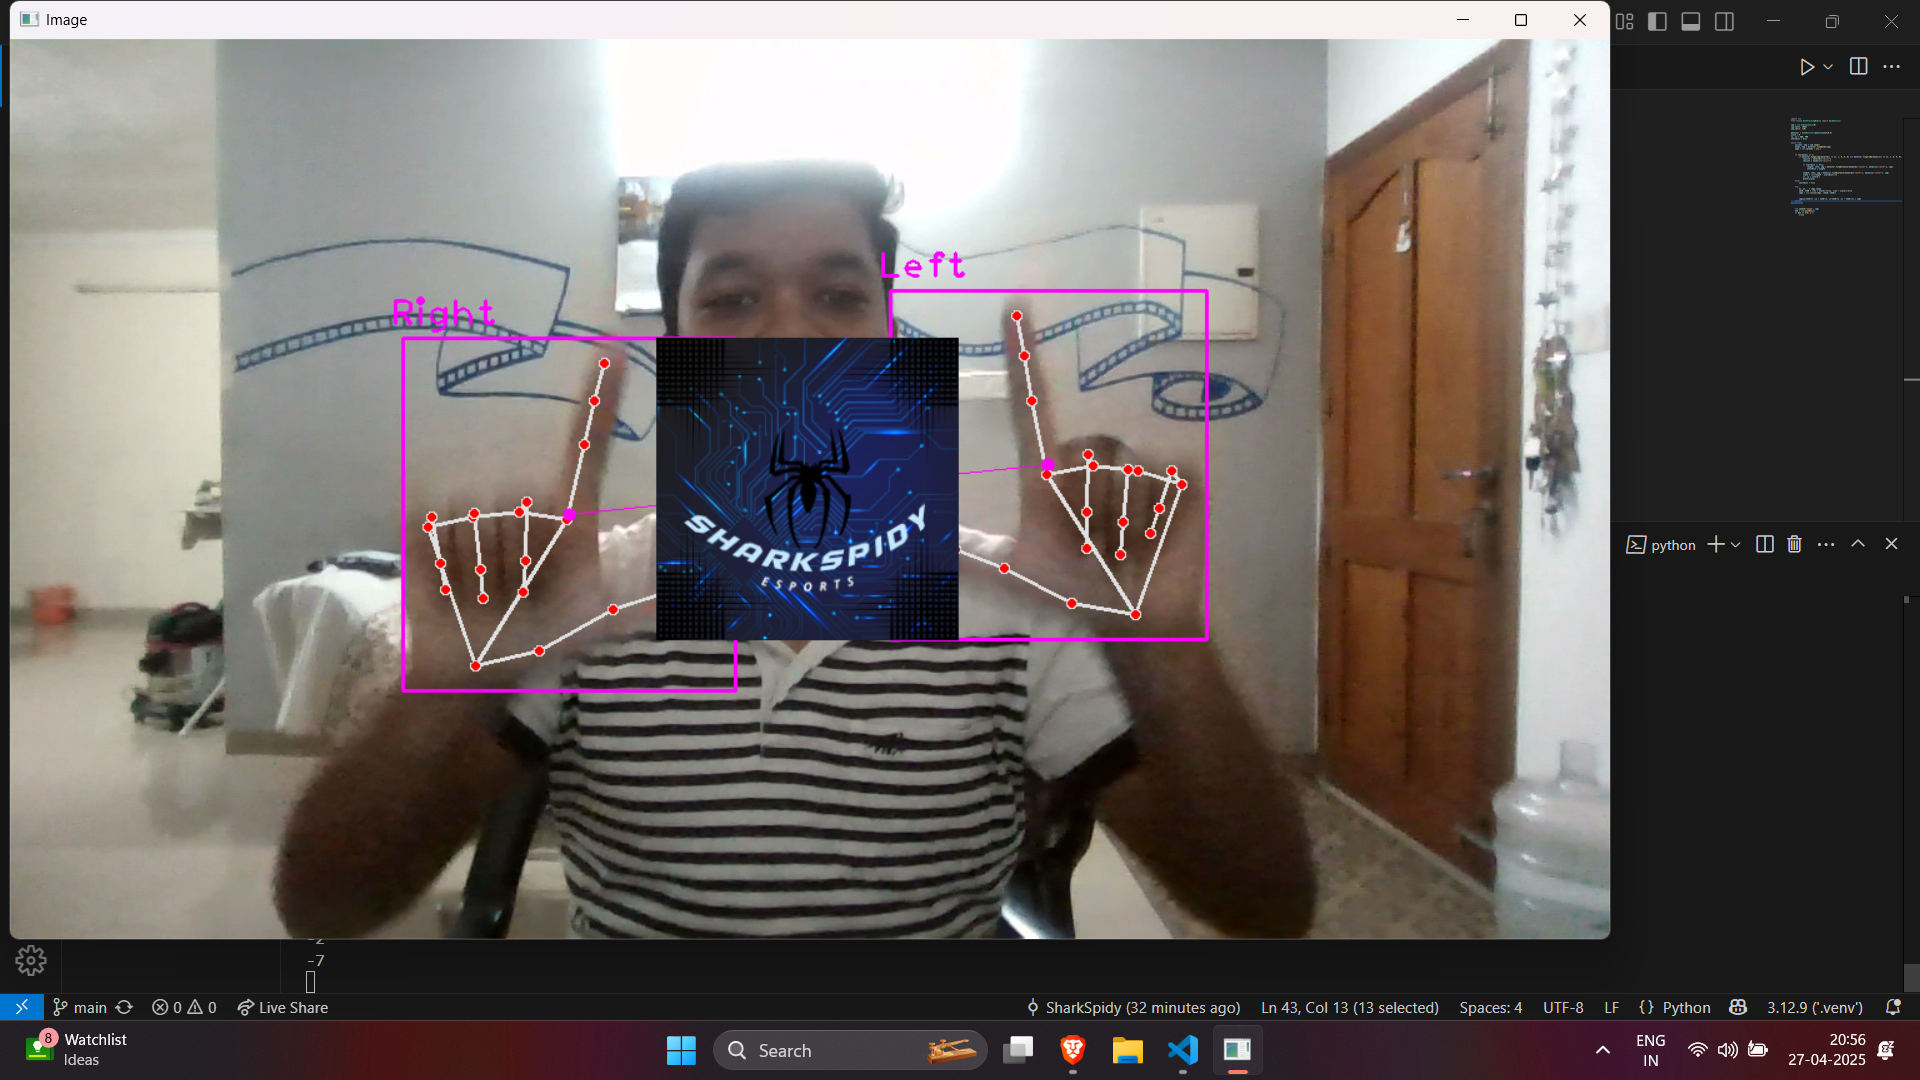 Image
Left
Right
SHARKSPIDY
ESPORTS
python
-2
-7
main
0
0
Live Share
SharkSpidy (32 minutes ago)
Ln 43, Col 13 (13 selected)
Spaces: 4
UTF-8
LF
{} Python
3.12.9 ('.venv')
8
Watchlist
Ideas
Search
ENG
IN
20:56
27-04-2025